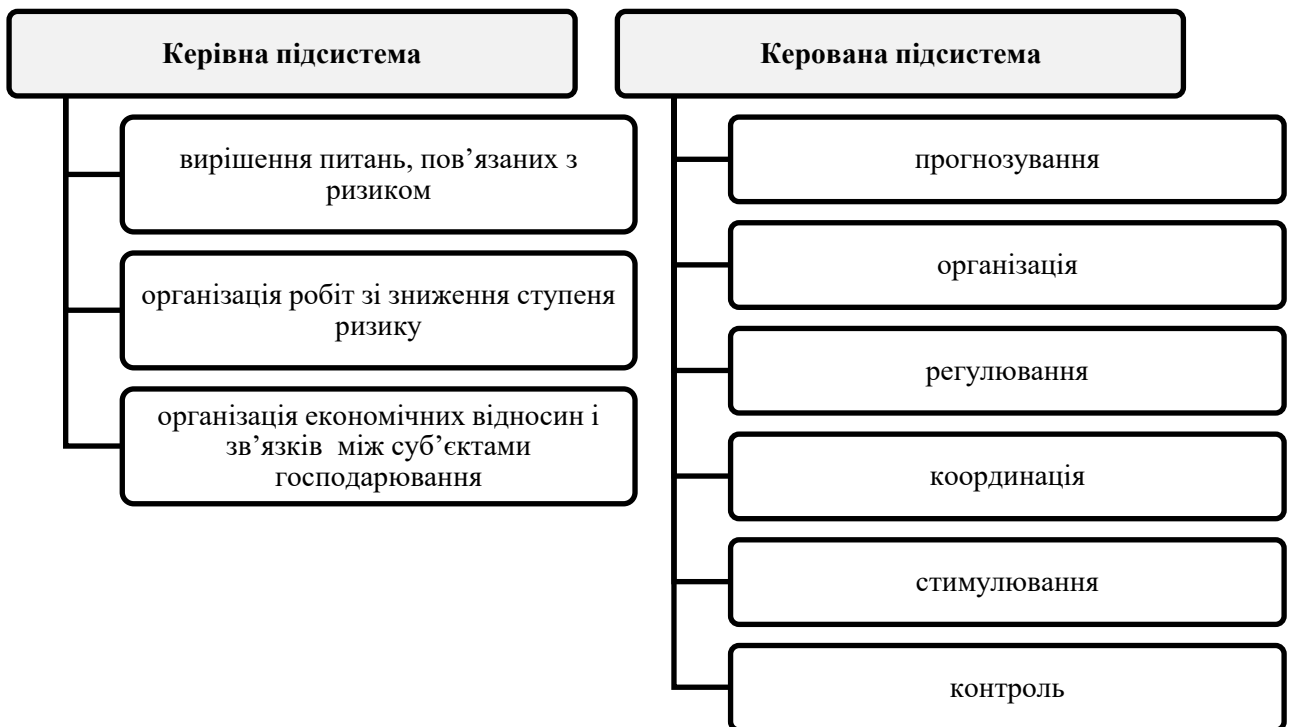 Керівна підсистема
вирішення питань, пов’язаних з
ризиком
організація робіт зі зниження ступеня
ризику
організація економічних відносин і
зв’язків  між суб’єктами
господарювання
Керована підсистема
прогнозування
організація
регулювання
координація
стимулювання
контроль